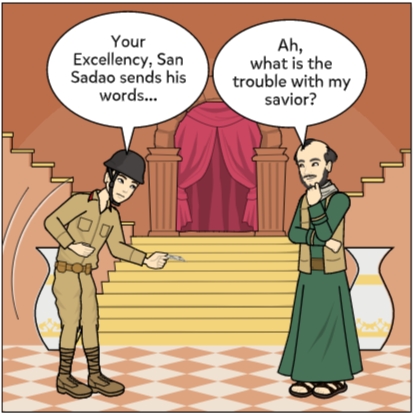 Your
Excellency, San
Sadao sends his
words...
Ah,
what is the
trouble with my
savior?